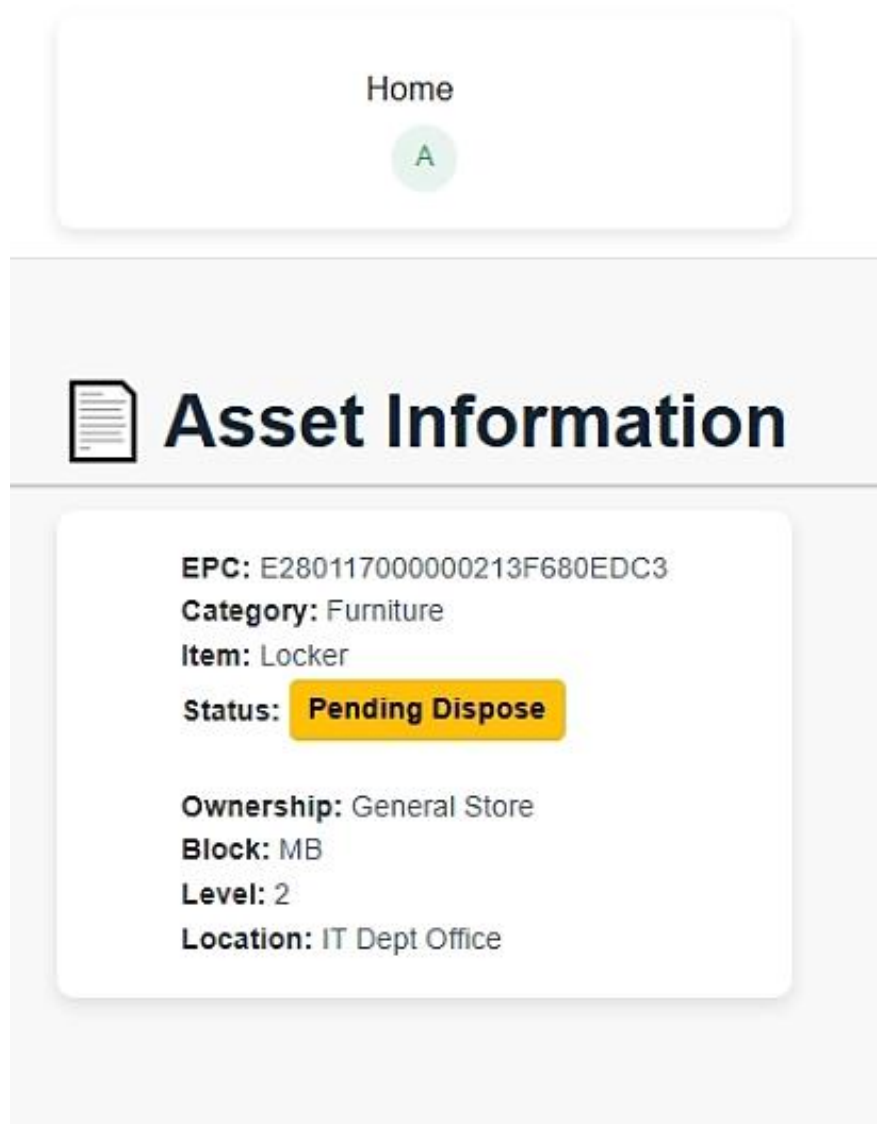 Home
A
Asset Information
EPC: E280117000000213F680EDC3
Category: Furniture
Item: Locker
Status: Pending Dispose
Ownership: General Store
Block: MB
Level: 2
Location: IT Dept Office